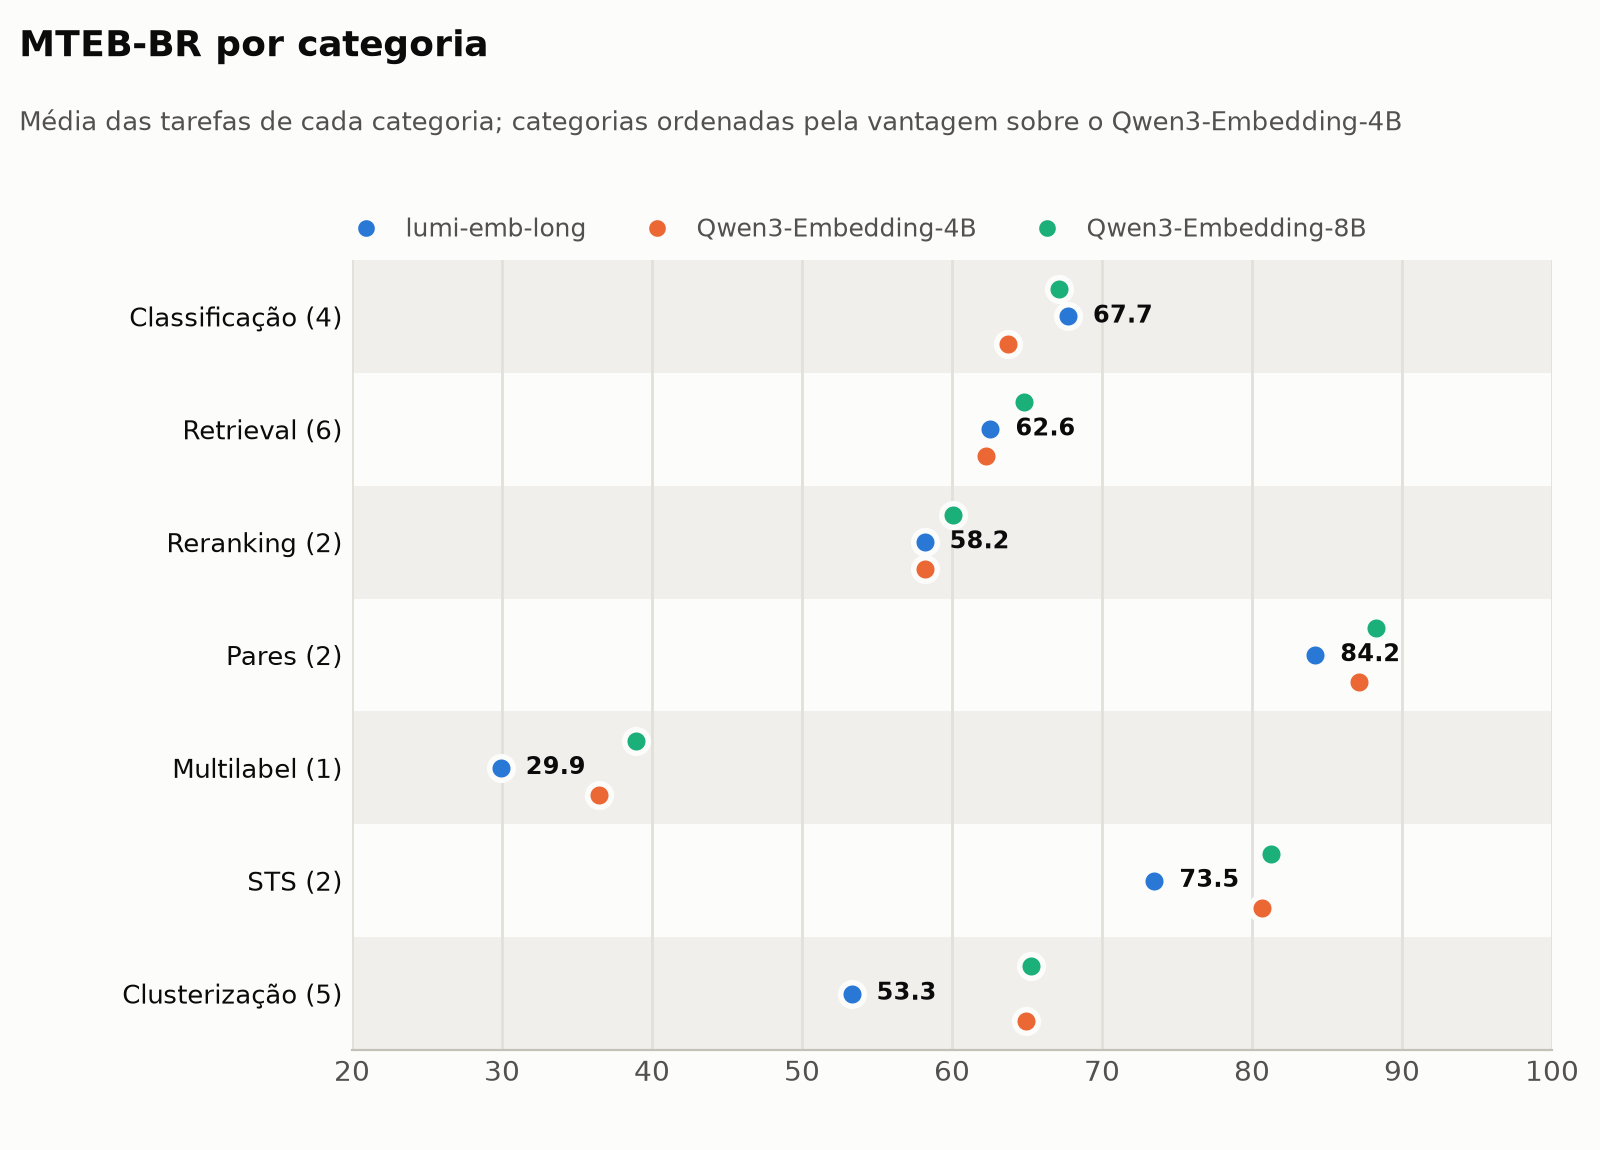 MTEB-BR por categoria
Média das tarefas de cada categoria; categorias ordenadas pela vantagem sobre o Qwen3-Embedding-4B
lumi-emb-long Qwen3-Embedding-4B Qwen3-Embedding-8B
Classificação (4) 67.7
Retrieval (6) 62.6
Reranking (2) 58.2
Pares (2) 84.2
Multilabel (1) 29.9
STS (2) 73.5
Clusterização (5) 53.3
20 30 40 50 60 70 80 90 100